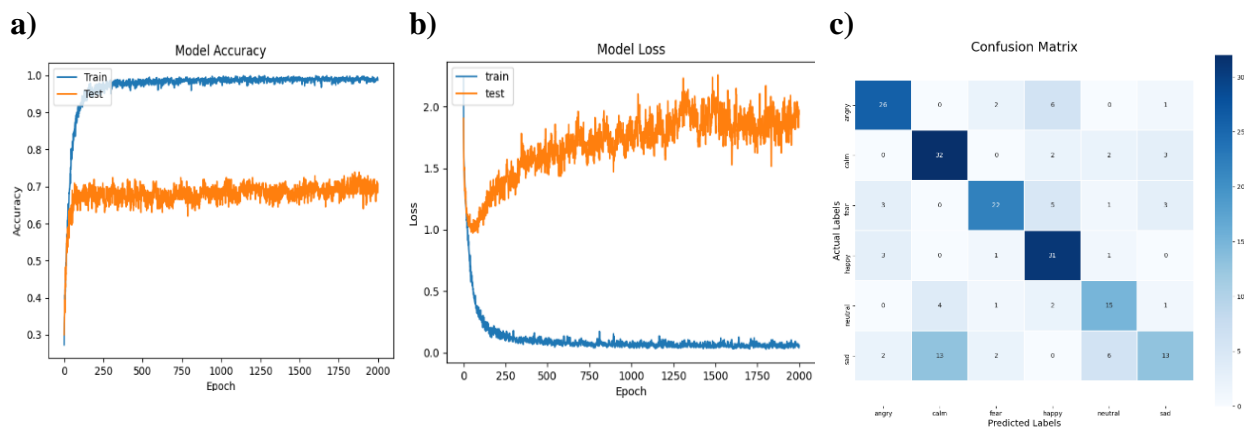 a)
Model Accuracy
Train
Test
1.0
0.9
0.8
0.7
0.6
0.5
0.4
0.3
Accuracy
0 250 500 750 1000 1250 1500 1750 2000
Epoch
b)
Model Loss
train
test
2.0
1.5
1.0
0.5
0.0
Loss
0 250 500 750 1000 1250 1500 1750 2000
Epoch
c)
Confusion Matrix
Actual Labels
angry 26 0 2 6 0 1
calm 0 32 0 2 2 3
fear 3 0 22 5 1 3
happy 3 0 1 31 1 0
neutral 0 4 1 2 15 1
sad 2 13 2 0 6 13
angry calm fear happy neutral sad
Predicted Labels
30
25
20
15
10
5
0